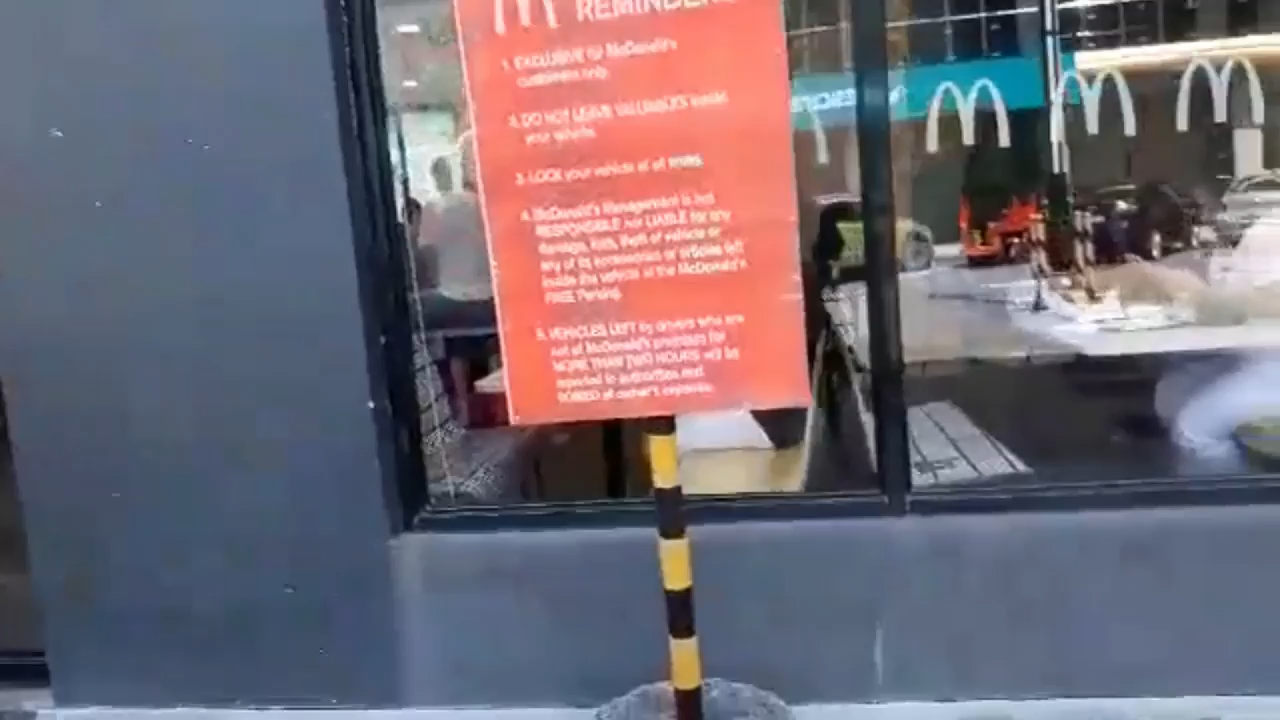 REMINDERS
1. EXCLUSIVE for McDonald's
customers only.
2. DO NOT LEAVE VALUABLES inside
your vehicle.
3. LOCK your vehicle at all times.
4. McDonald's Management is not
RESPONSIBLE nor LIABLE for any
damage, loss, theft of vehicle or
any of its accessories or articles left
inside the vehicle at the McDonald's
FREE Parking.
5. VEHICLES LEFT by drivers who are
not at McDonald's premises for
MORE THAN TWO HOURS will be
reported to authorities and
TOWED at owner's expense.